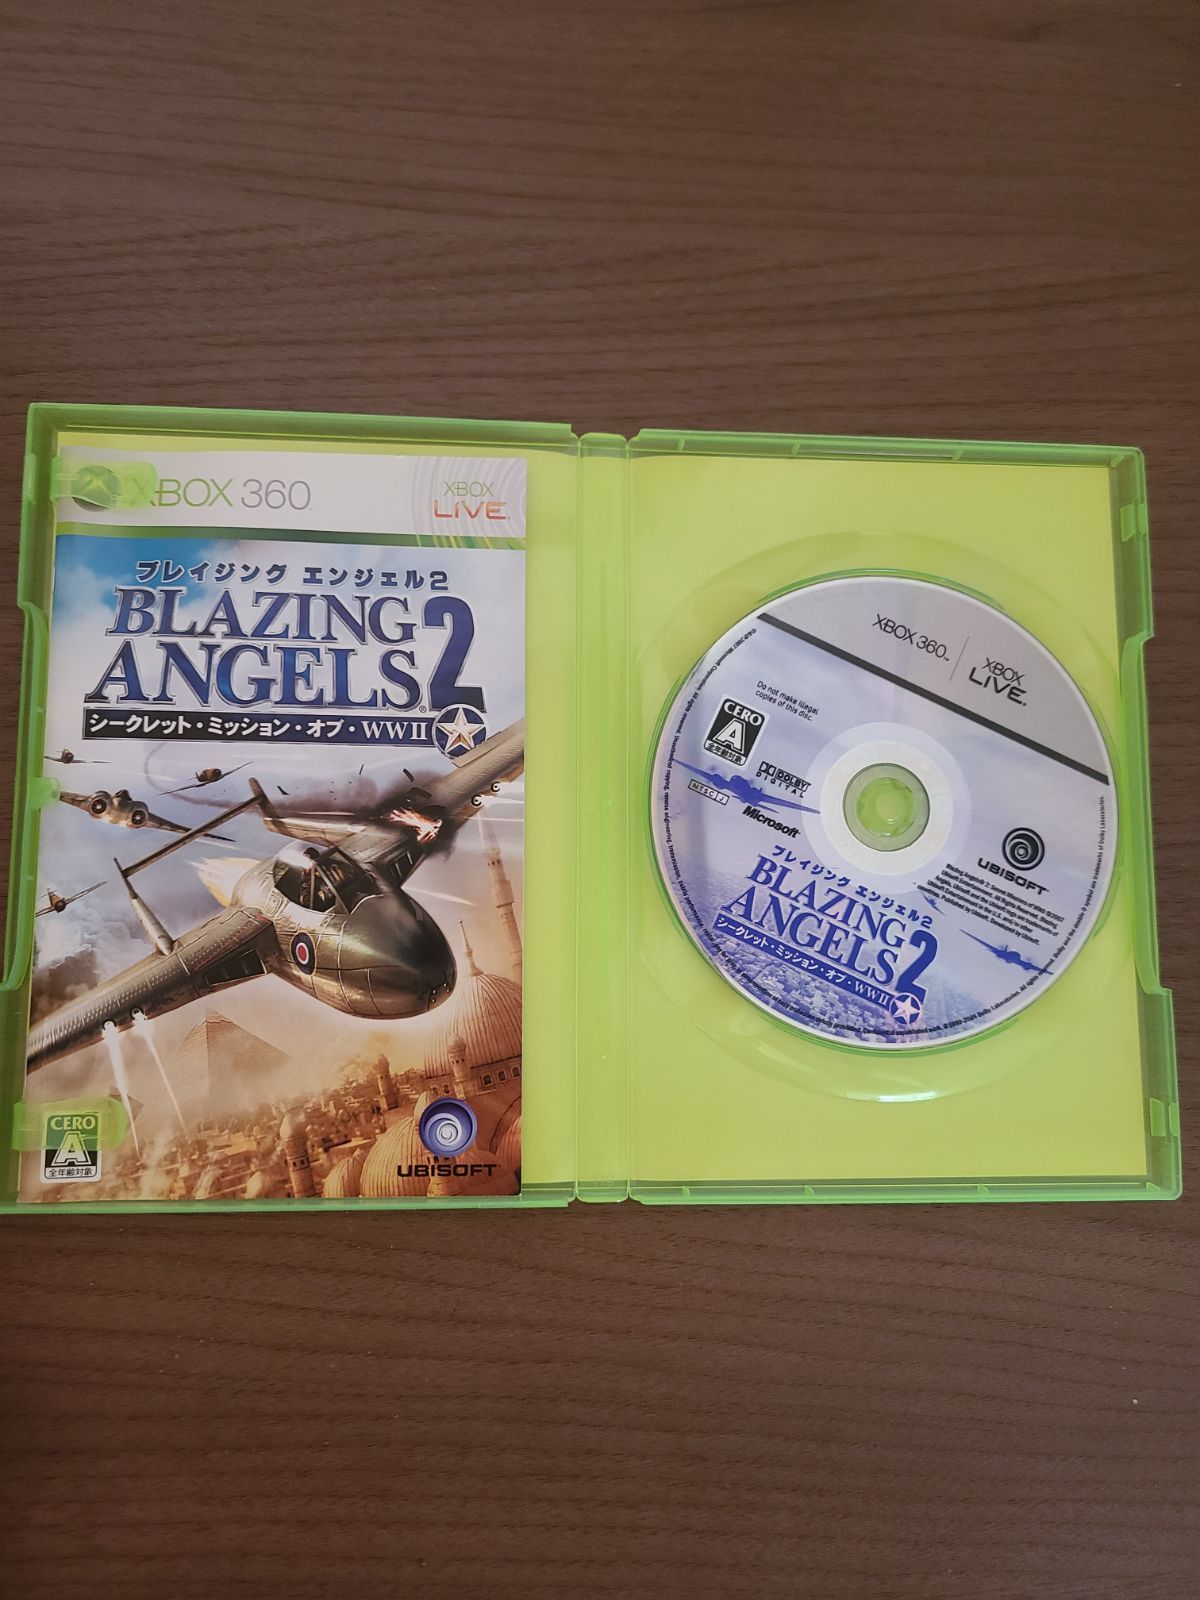 XBOX 360
XBOX
LIVE
ブレイジング エンジェル2
BLAZING
ANGELS® 2
シークレット・ミッション・オブ・WWⅡ
CERO
A
全年齢対象
UBISOFT
XBOX 360
XBOX
LIVE
Do not make illegal
copies of this disc.
CERO
A
全年齢対象
DOLBY
DIGITAL
NTSC J
Microsoft
UBISOFT
ブレイジング エンジェル2
BLAZING
ANGELS 2
シークレット・ミッション・オブ・WWⅡ